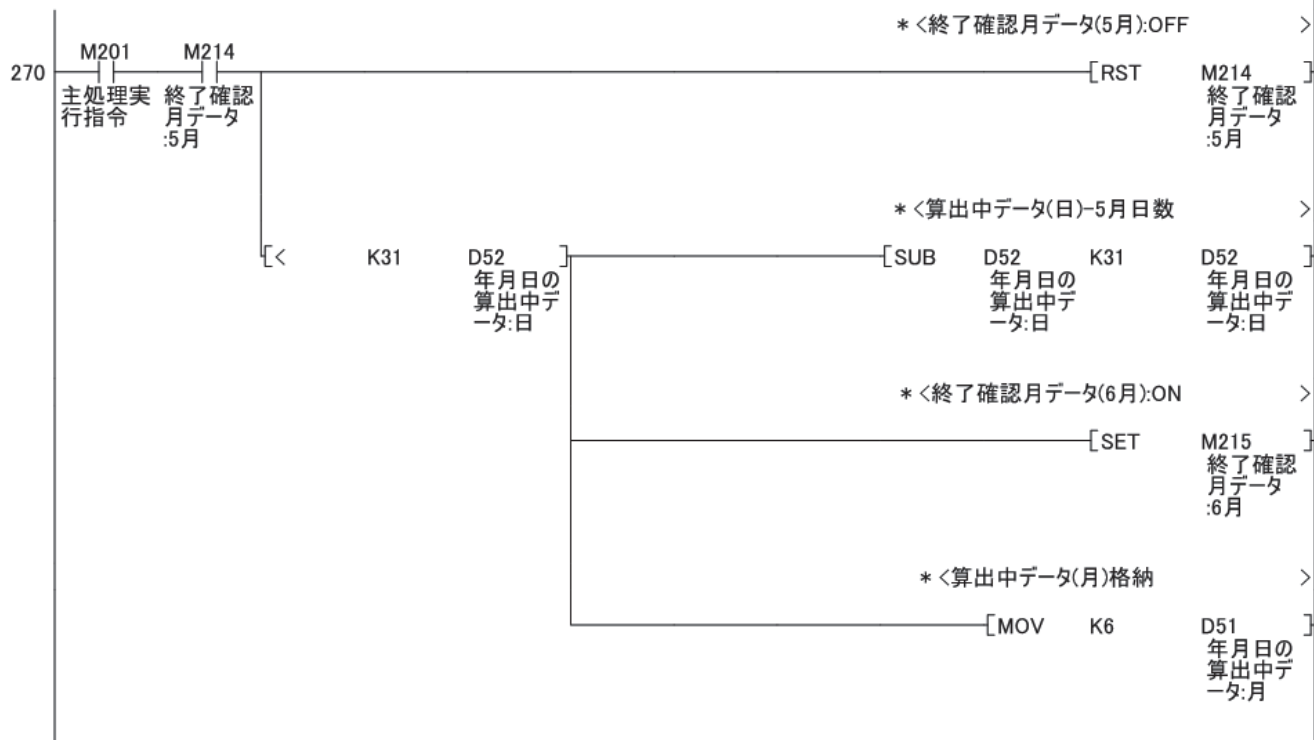 * <終了確認月データ(5月):OFF >
M201 M214
270 [RST M214 ]
主処理実
行指令
終了確認
月データ
:5月
終了確認
月データ
:5月
* <算出中データ(日)-5月日数 >
[< K31 D52 ] [SUB D52 K31 D52 ]
年月日の
算出中デ
ータ:日
年月日の
算出中デ
ータ:日
年月日の
算出中デ
ータ:日
* <終了確認月データ(6月):ON >
[SET M215 ]
終了確認
月データ
:6月
* <算出中データ(月)格納 >
[MOV K6 D51 ]
年月日の
算出中デ
ータ:月